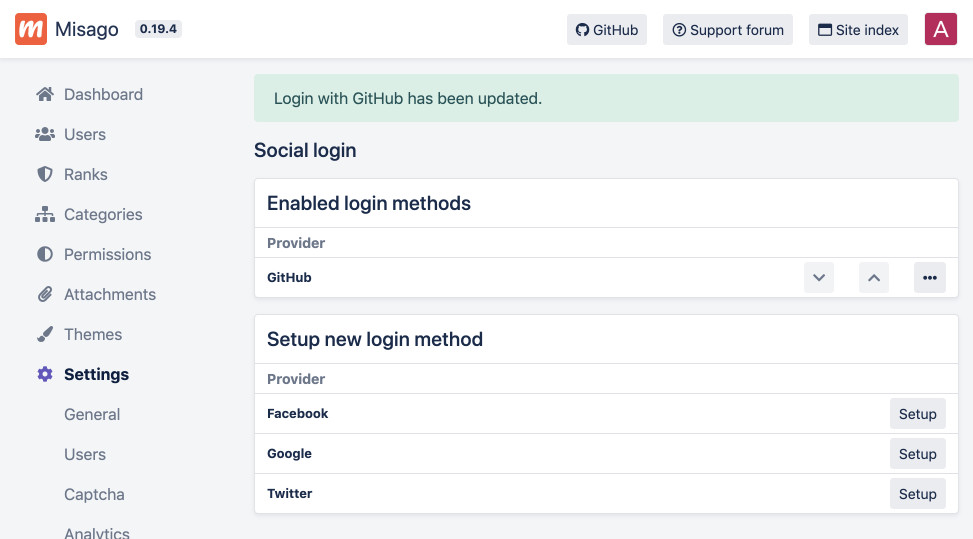 m Misago 0.19.4 GitHub Support forum Site index A
Dashboard
Users
Ranks
Categories
Permissions
Attachments
Themes
Settings
General
Users
Captcha
Analytics
Login with GitHub has been updated.
Social login
Enabled login methods
Provider
GitHub
Setup new login method
Provider
Facebook Setup
Google Setup
Twitter Setup